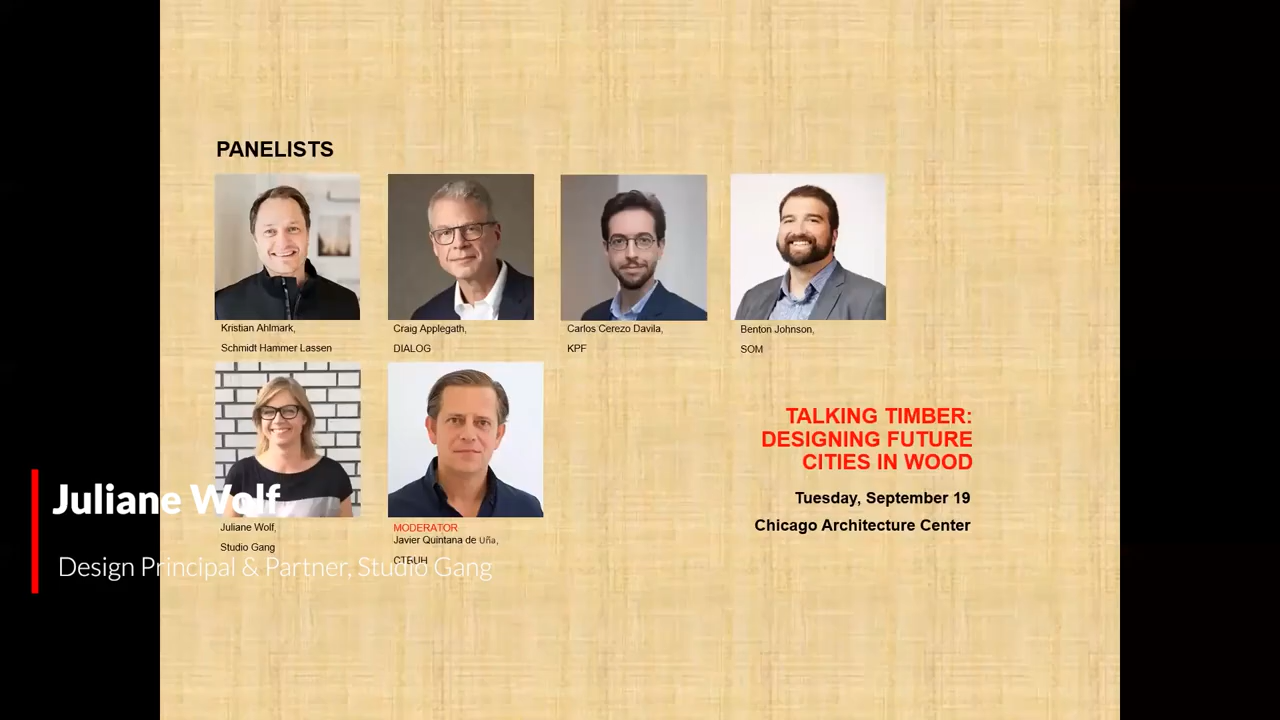 PANELISTS
Kristian Ahlmark,
Schmidt Hammer Lassen
Craig Applegath,
DIALOG
Carlos Cerezo Davila,
KPF
Benton Johnson,
SOM
Juliane Wolf,
Studio Gang
MODERATOR
Javier Quintana de Uña,
CTBUH
TALKING TIMBER:
DESIGNING FUTURE
CITIES IN WOOD
Tuesday, September 19
Chicago Architecture Center
Juliane Wolf
Design Principal & Partner, Studio Gang